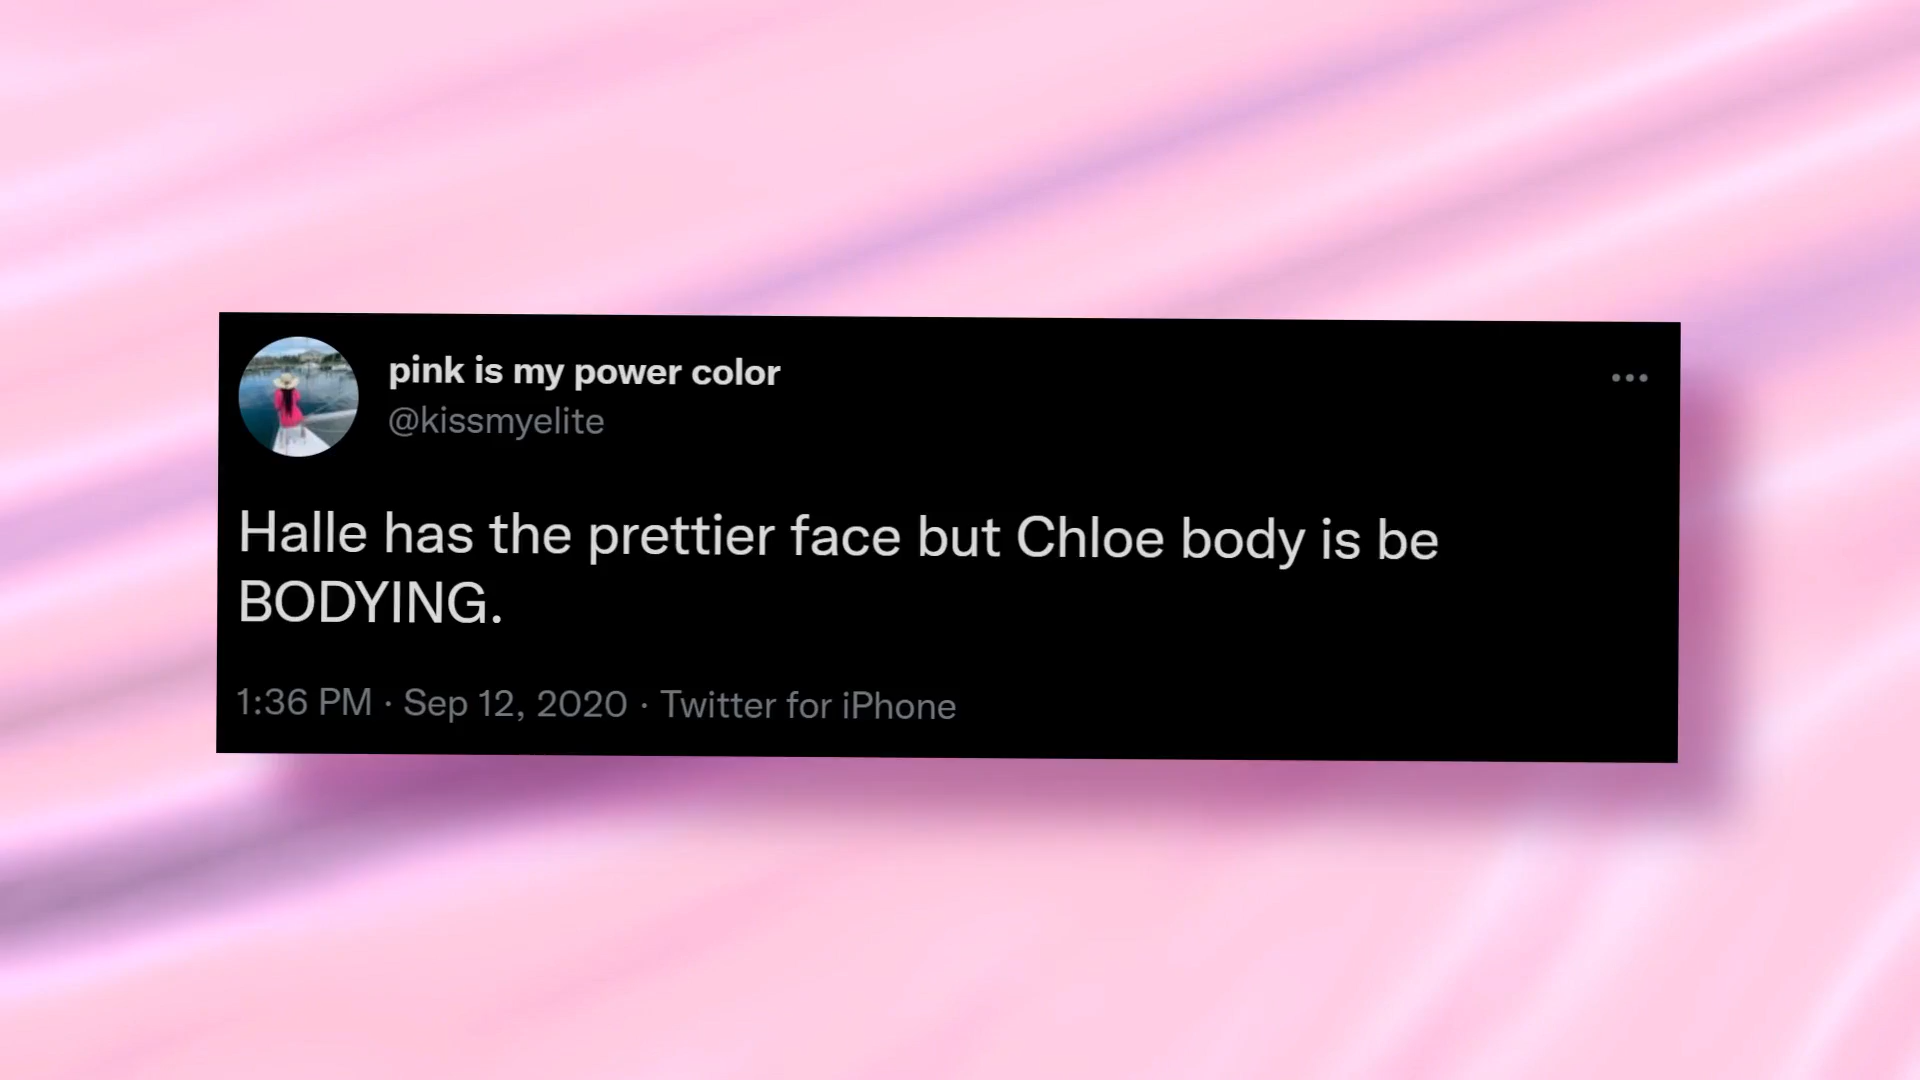 pink is my power color
@kissmyelite
Halle has the prettier face but Chloe body is be
BODYING.
1:36 PM · Sep 12, 2020 · Twitter for iPhone